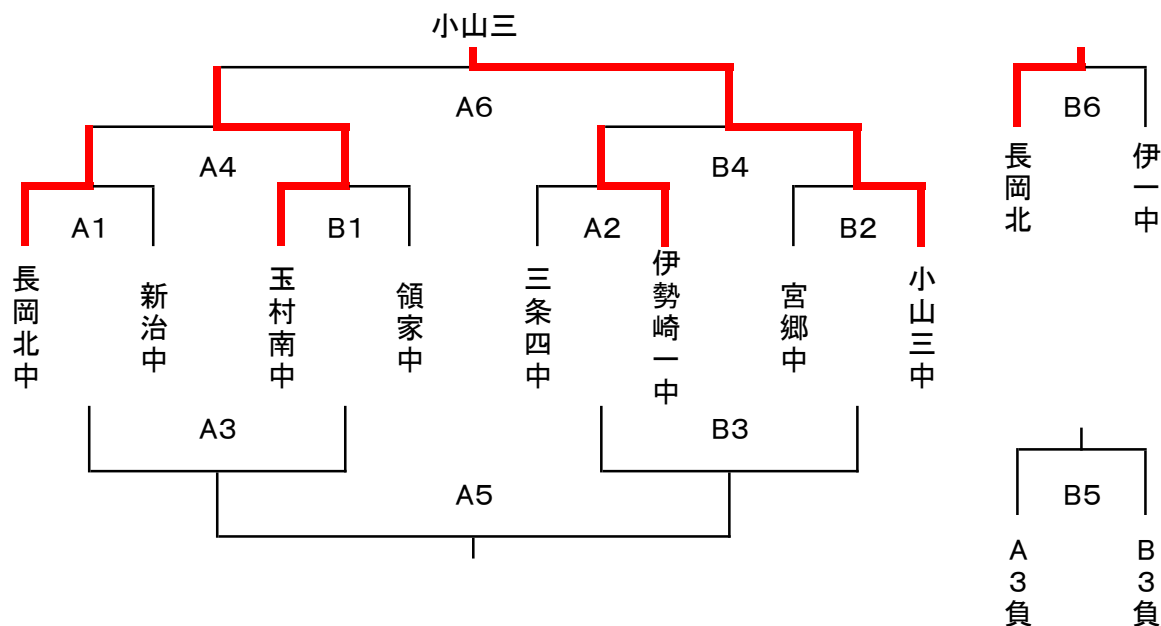 小山三
A6
B6
長岡北
伊一中
A4
B4
A1
B1
A2
B2
長岡北中
新治中
玉村南中
領家中
三条四中
伊勢崎一中
宮郷中
小山三中
A3
B3
A5
B5
A3負
B3負